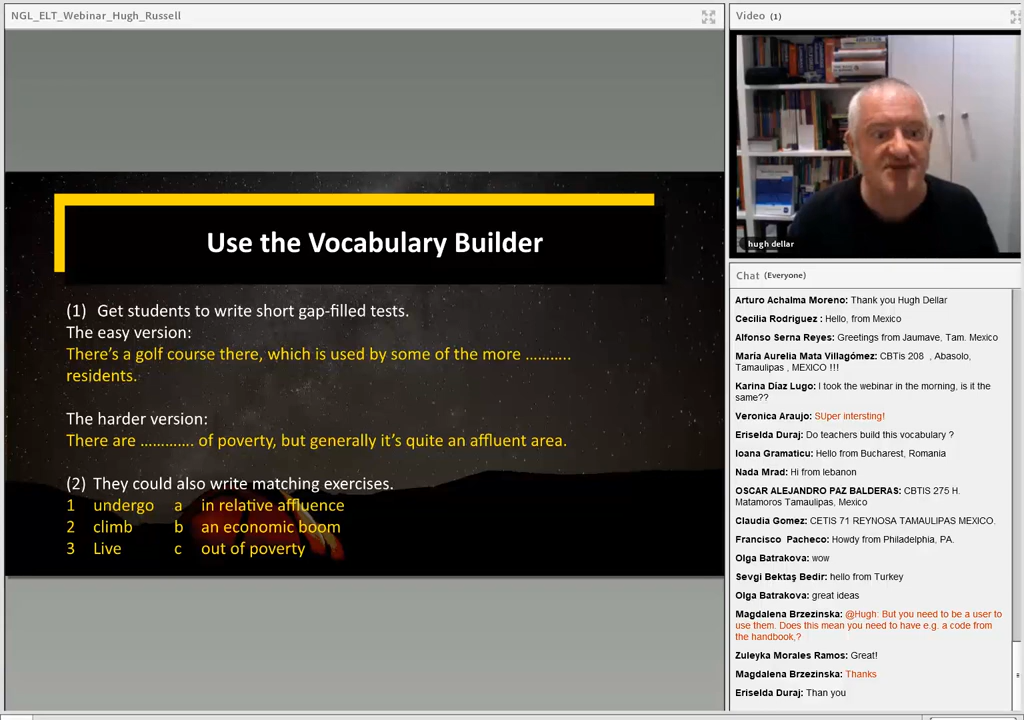 NGL_ELT_Webinar_Hugh_Russell
Use the Vocabulary Builder
(1) Get students to write short gap-filled tests.
The easy version:
There's a golf course there, which is used by some of the more ...........
residents.
The harder version:
There are ............. of poverty, but generally it's quite an affluent area.
(2) They could also write matching exercises.
1 undergo a in relative affluence
2 climb b an economic boom
3 Live c out of poverty
Video (1)
hugh dellar
Chat (Everyone)
Arturo Achalma Moreno: Thank you Hugh Dellar
Cecilia Rodriguez : Hello, from Mexico
Alfonso Serna Reyes: Greetings from Jaumave, Tam. Mexico
María Aurelia Mata Villagómez: CBTis 208 , Abasolo,
Tamaulipas , MEXICO !!!
Karina Díaz Lugo: I took the webinar in the morning, is it the
same??
Veronica Araujo: SUper intersting!
Eriselda Duraj: Do teachers build this vocabulary ?
Ioana Gramaticu: Hello from Bucharest, Romania
Nada Mrad: Hi from lebanon
OSCAR ALEJANDRO PAZ BALDERAS: CBTIS 275 H.
Matamoros Tamaulipas, Mexico
Claudia Gomez: CETIS 71 REYNOSA TAMAULIPAS MEXICO.
Francisco Pacheco: Howdy from Philadelphia, PA.
Olga Batrakova: wow
Sevgi Bektaş Bedir: hello from Turkey
Olga Batrakova: great ideas
Magdalena Brzezinska: @Hugh: But you need to be a user to
use them. Does this mean you need to have e.g. a code from
the handbook,?
Zuleyka Morales Ramos: Great!
Magdalena Brzezinska: Thanks
Eriselda Duraj: Than you